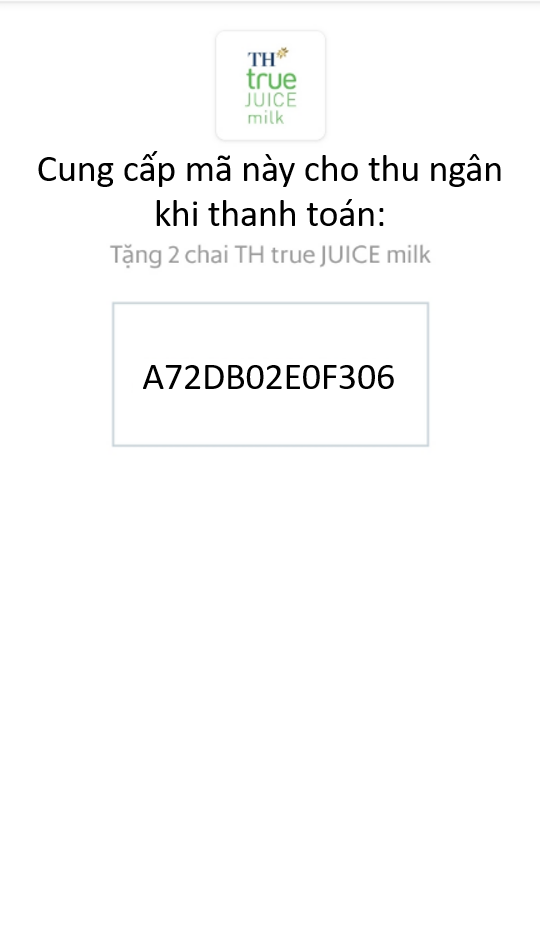 TH
true
JUICE
milk
Cung cấp mã này cho thu ngân
khi thanh toán:
Tặng 2 chai TH true JUICE milk
A72DB02E0F306